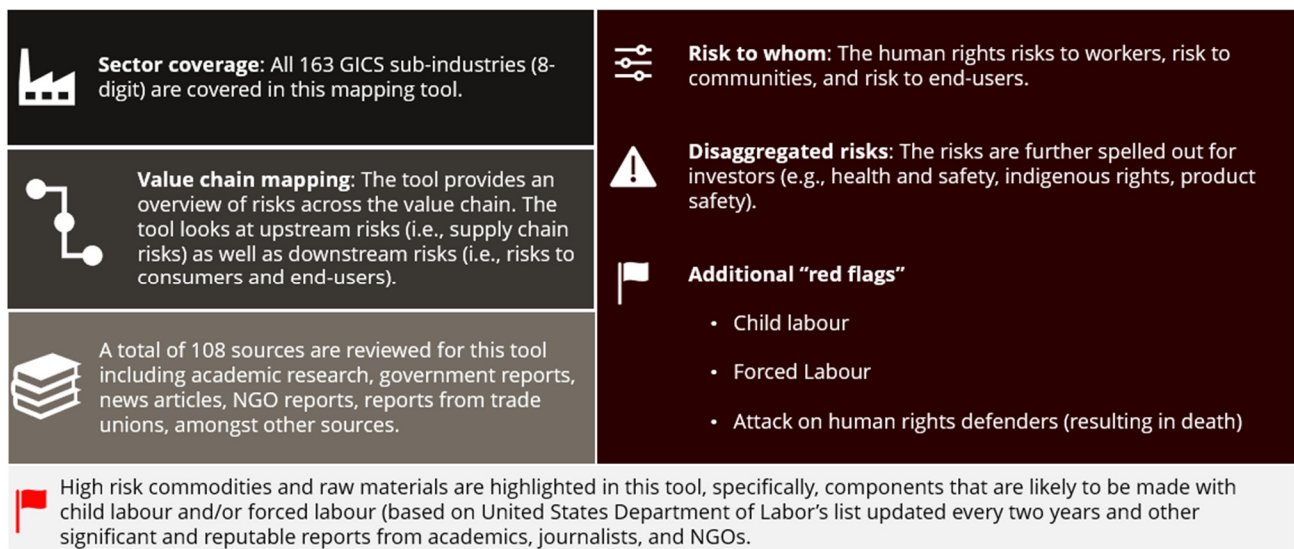 Sector coverage: All 163 GICS sub-industries (8-
digit) are covered in this mapping tool.
Value chain mapping: The tool provides an
overview of risks across the value chain. The
tool looks at upstream risks (i.e., supply chain
risks) as well as downstream risks (i.e., risks to
consumers and end-users).
A total of 108 sources are reviewed for this tool
including academic research, government reports,
news articles, NGO reports, reports from trade
unions, amongst other sources.
Risk to whom: The human rights risks to workers, risk to
communities, and risk to end-users.
Disaggregated risks: The risks are further spelled out for
investors (e.g., health and safety, indigenous rights, product
safety).
Additional “red flags”
• Child labour
• Forced Labour
• Attack on human rights defenders (resulting in death)
High risk commodities and raw materials are highlighted in this tool, specifically, components that are likely to be made with
child labour and/or forced labour (based on United States Department of Labor’s list updated every two years and other
significant and reputable reports from academics, journalists, and NGOs.